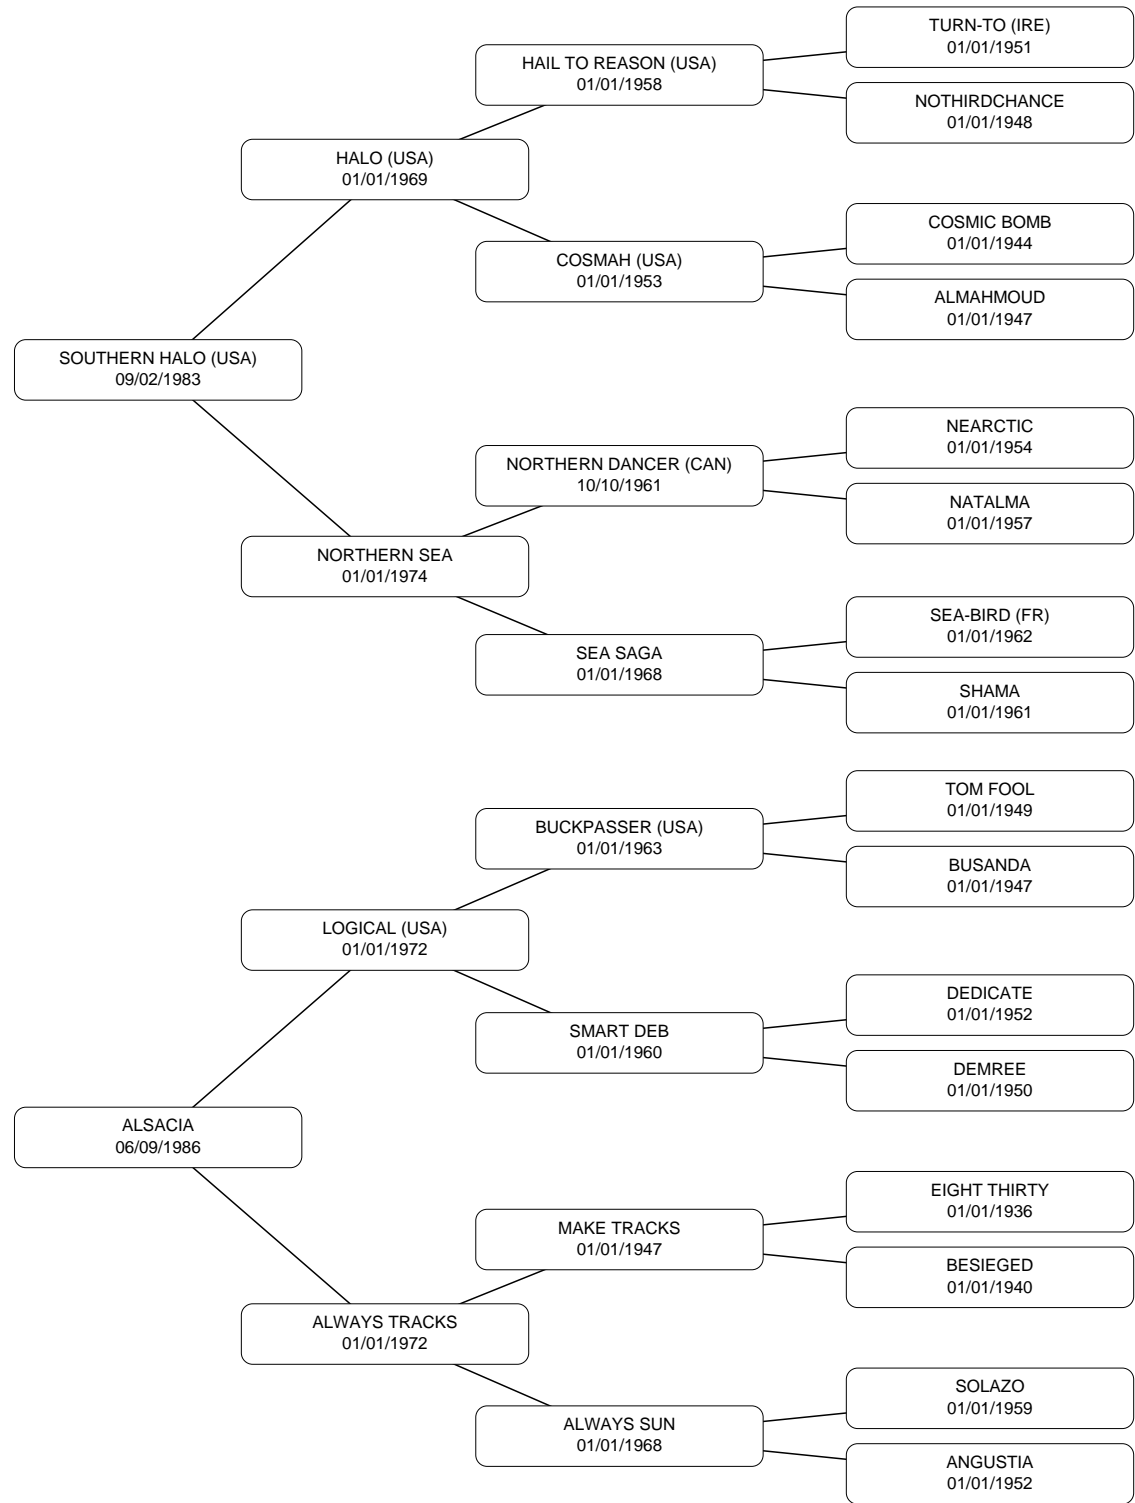 TURN-TO (IRE)
01/01/1951
HAIL TO REASON (USA)
01/01/1958
NOTHIRDCHANCE
01/01/1948
HALO (USA)
01/01/1969
COSMIC BOMB
01/01/1944
COSMAH (USA)
01/01/1953
ALMAHMOUD
01/01/1947
SOUTHERN HALO (USA)
09/02/1983
NEARCTIC
01/01/1954
NORTHERN DANCER (CAN)
10/10/1961
NATALMA
01/01/1957
NORTHERN SEA
01/01/1974
SEA-BIRD (FR)
01/01/1962
SEA SAGA
01/01/1968
SHAMA
01/01/1961
TOM FOOL
01/01/1949
BUCKPASSER (USA)
01/01/1963
BUSANDA
01/01/1947
LOGICAL (USA)
01/01/1972
DEDICATE
01/01/1952
SMART DEB
01/01/1960
DEMREE
01/01/1950
ALSACIA
06/09/1986
EIGHT THIRTY
01/01/1936
MAKE TRACKS
01/01/1947
BESIEGED
01/01/1940
ALWAYS TRACKS
01/01/1972
SOLAZO
01/01/1959
ALWAYS SUN
01/01/1968
ANGUSTIA
01/01/1952